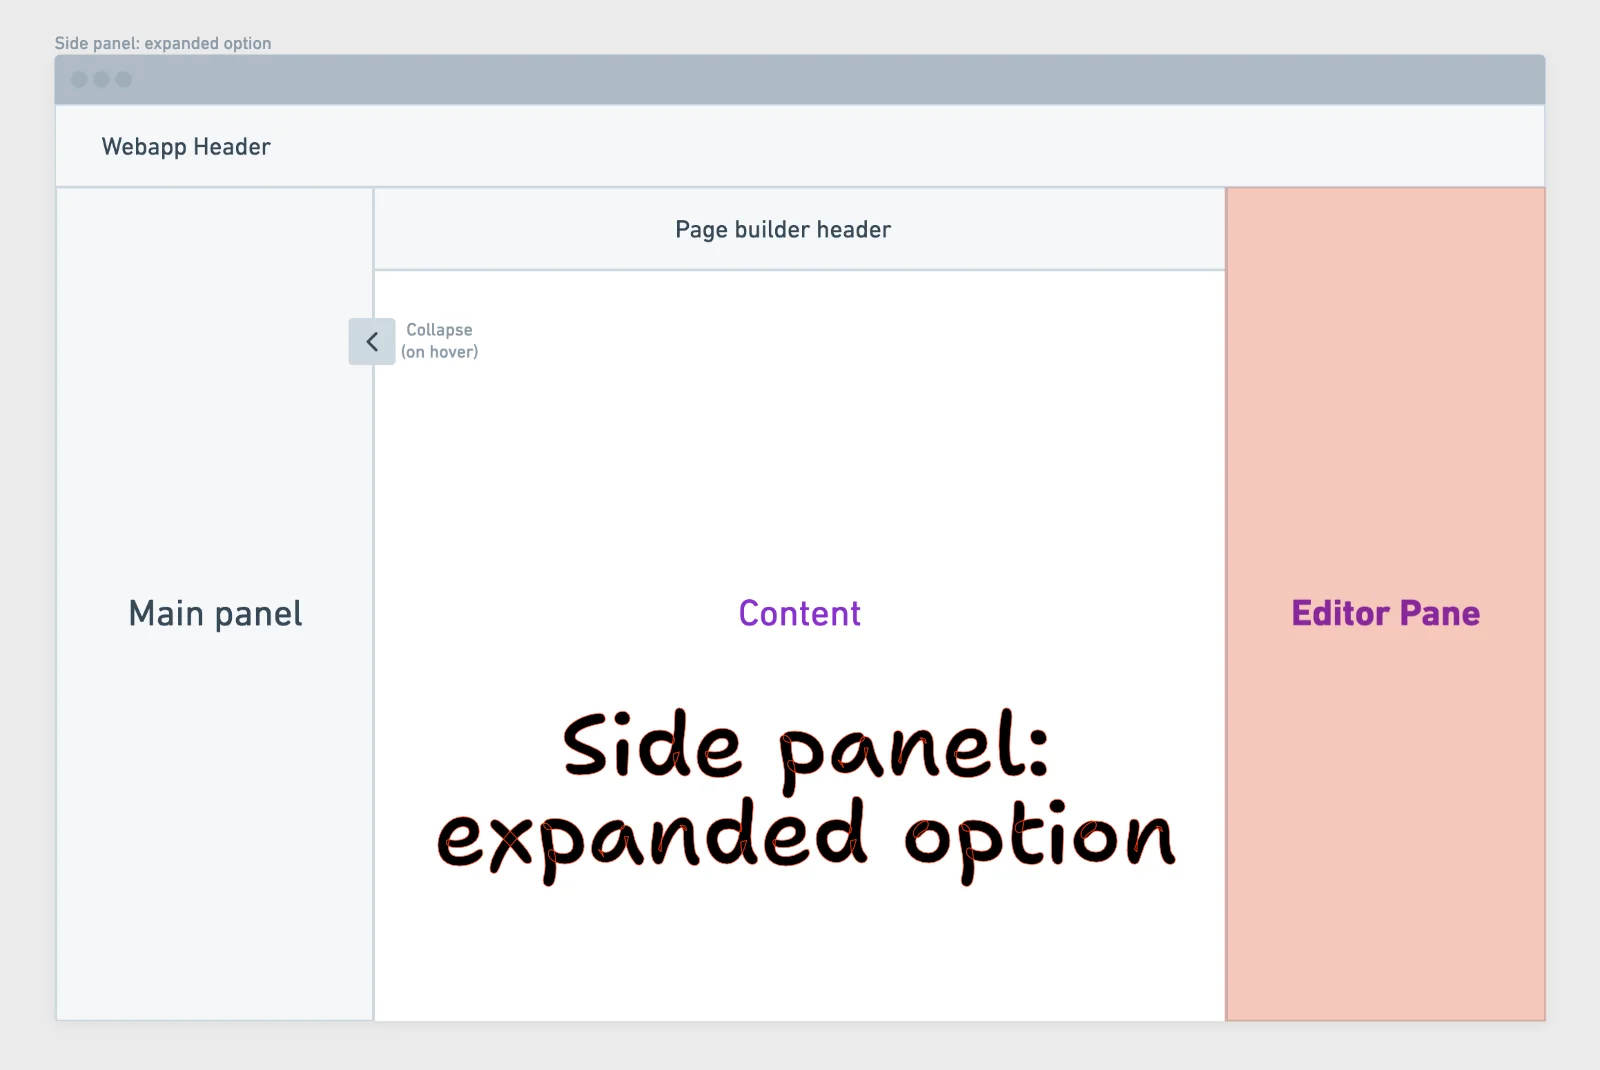 Side panel: expanded option
Webapp Header
Page builder header
Collapse
(on hover)
Main panel
Content
Editor Pane
Side panel:
expanded option